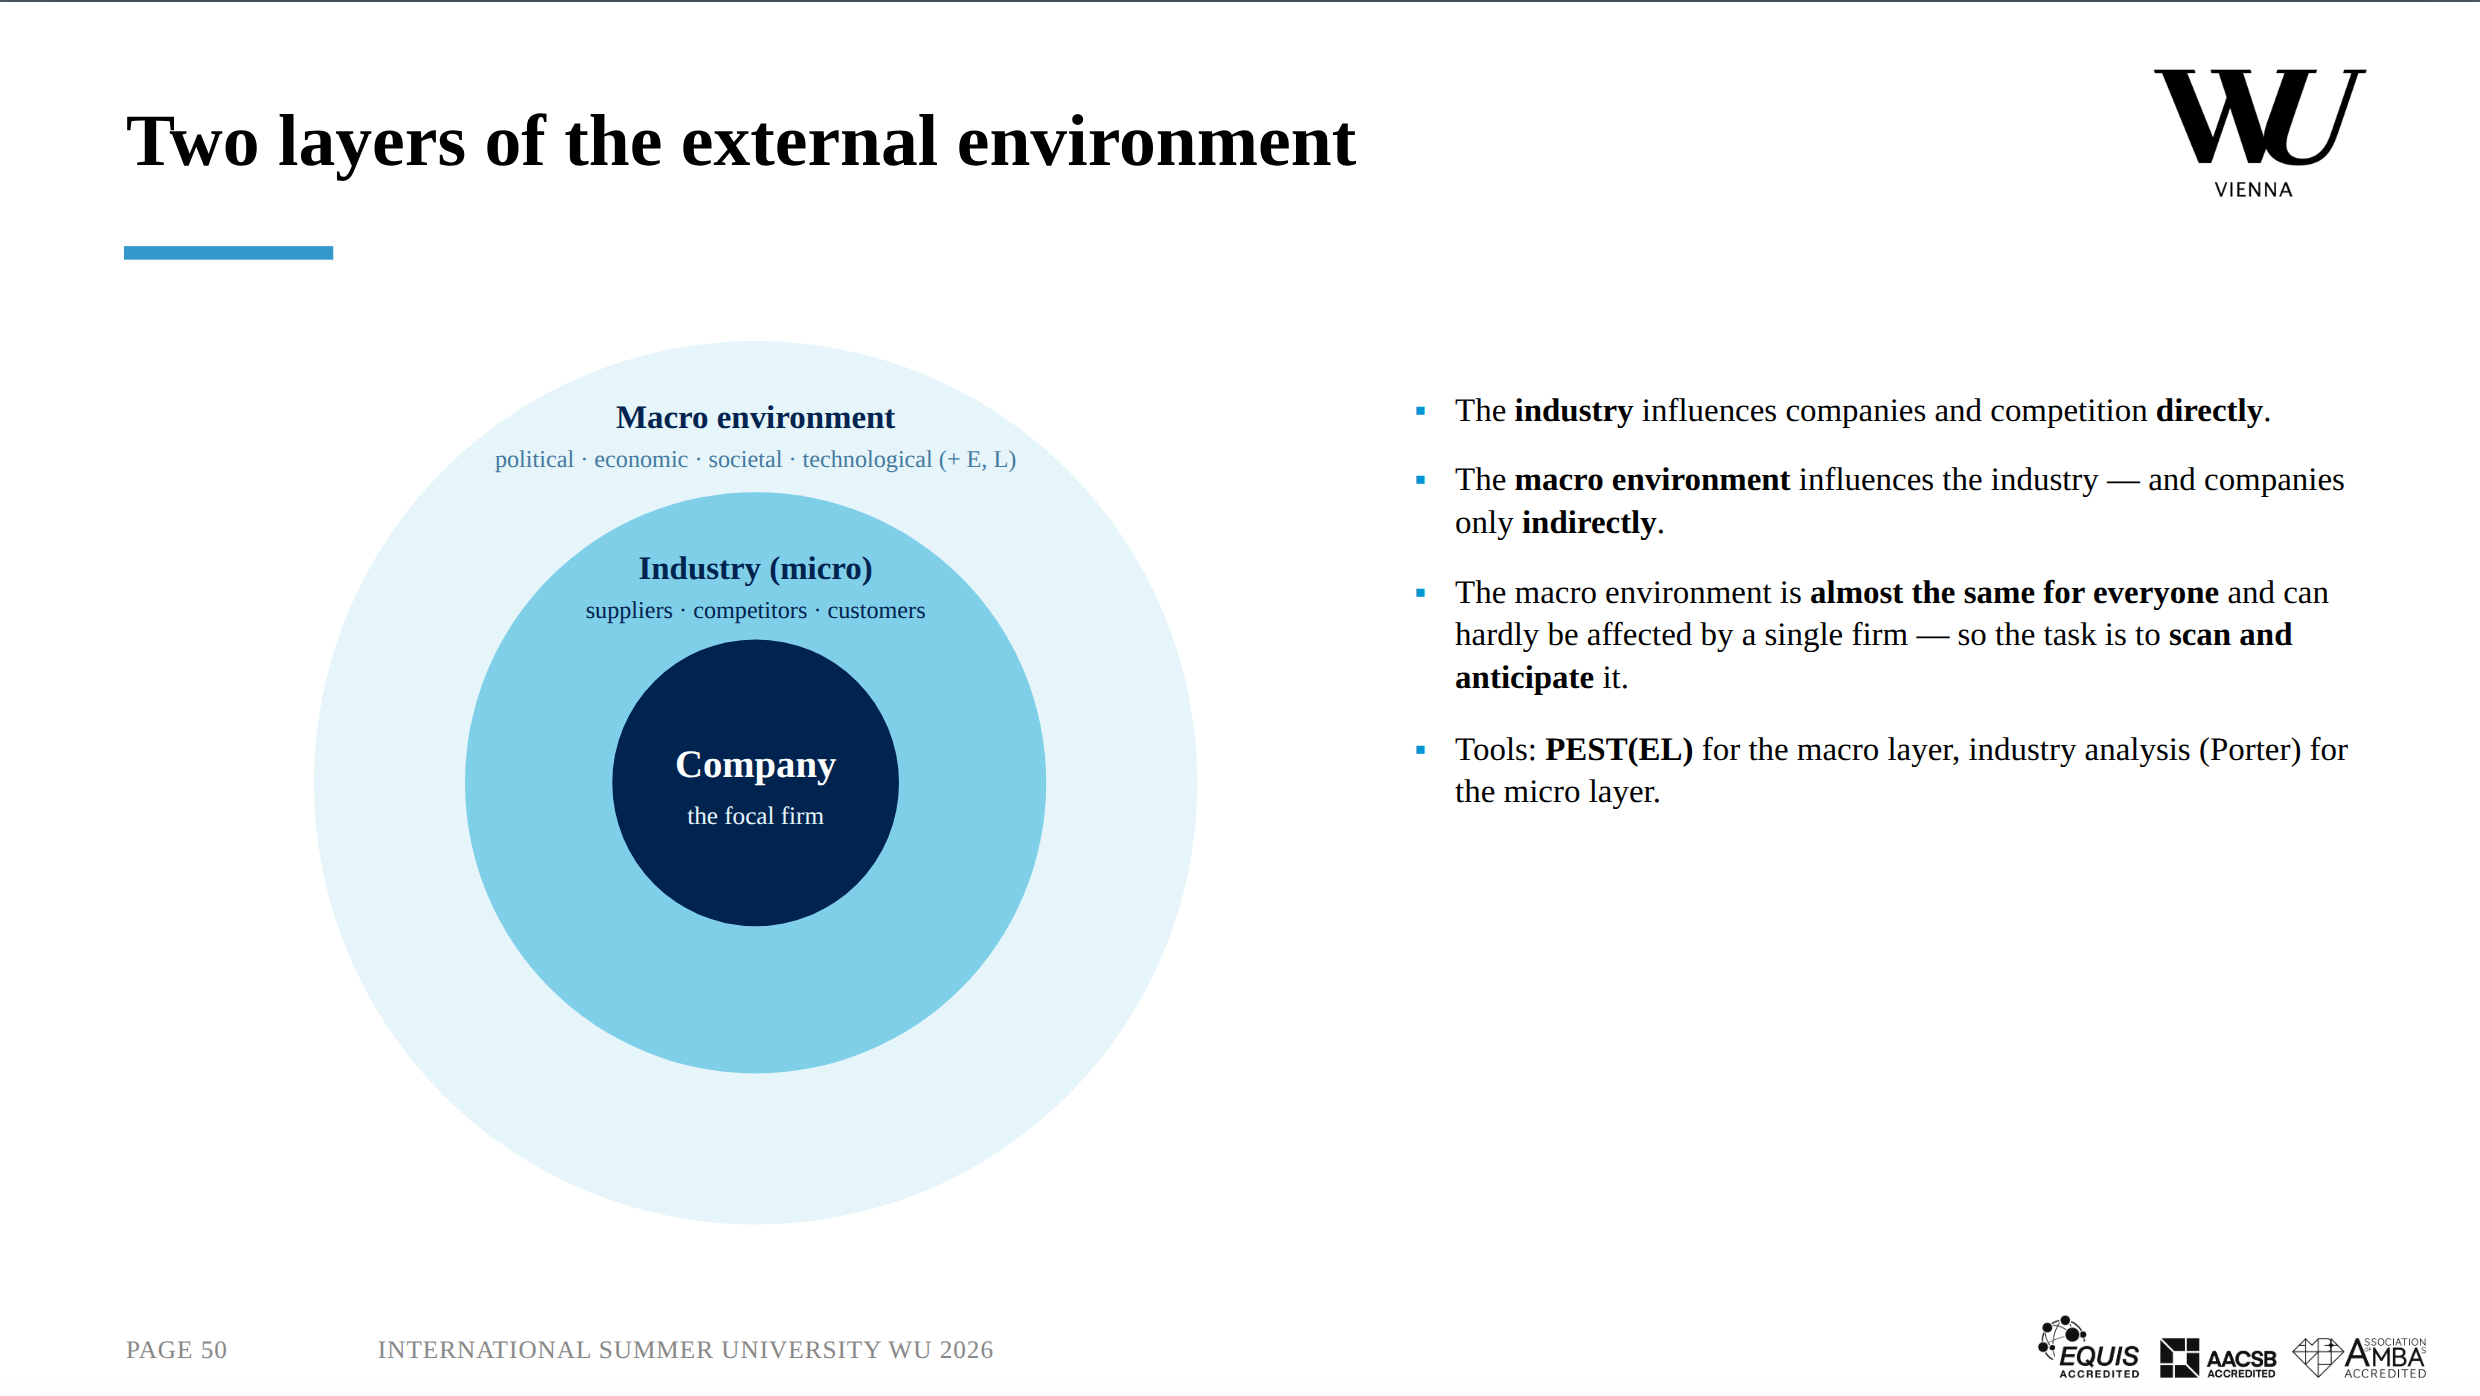 Two layers of the external environment
WU
VIENNA
Macro environment
political · economic · societal · technological (+ E, L)
Industry (micro)
suppliers · competitors · customers
Company
the focal firm
▪ The industry influences companies and competition directly.
▪ The macro environment influences the industry — and companies
only indirectly.
▪ The macro environment is almost the same for everyone and can
hardly be affected by a single firm — so the task is to scan and
anticipate it.
▪ Tools: PEST(EL) for the macro layer, industry analysis (Porter) for
the micro layer.
PAGE 50
INTERNATIONAL SUMMER UNIVERSITY WU 2026
EQUIS
ACCREDITED
AACSB
ACCREDITED
ASSOCIATION
OF
AMBAS
ACCREDITED